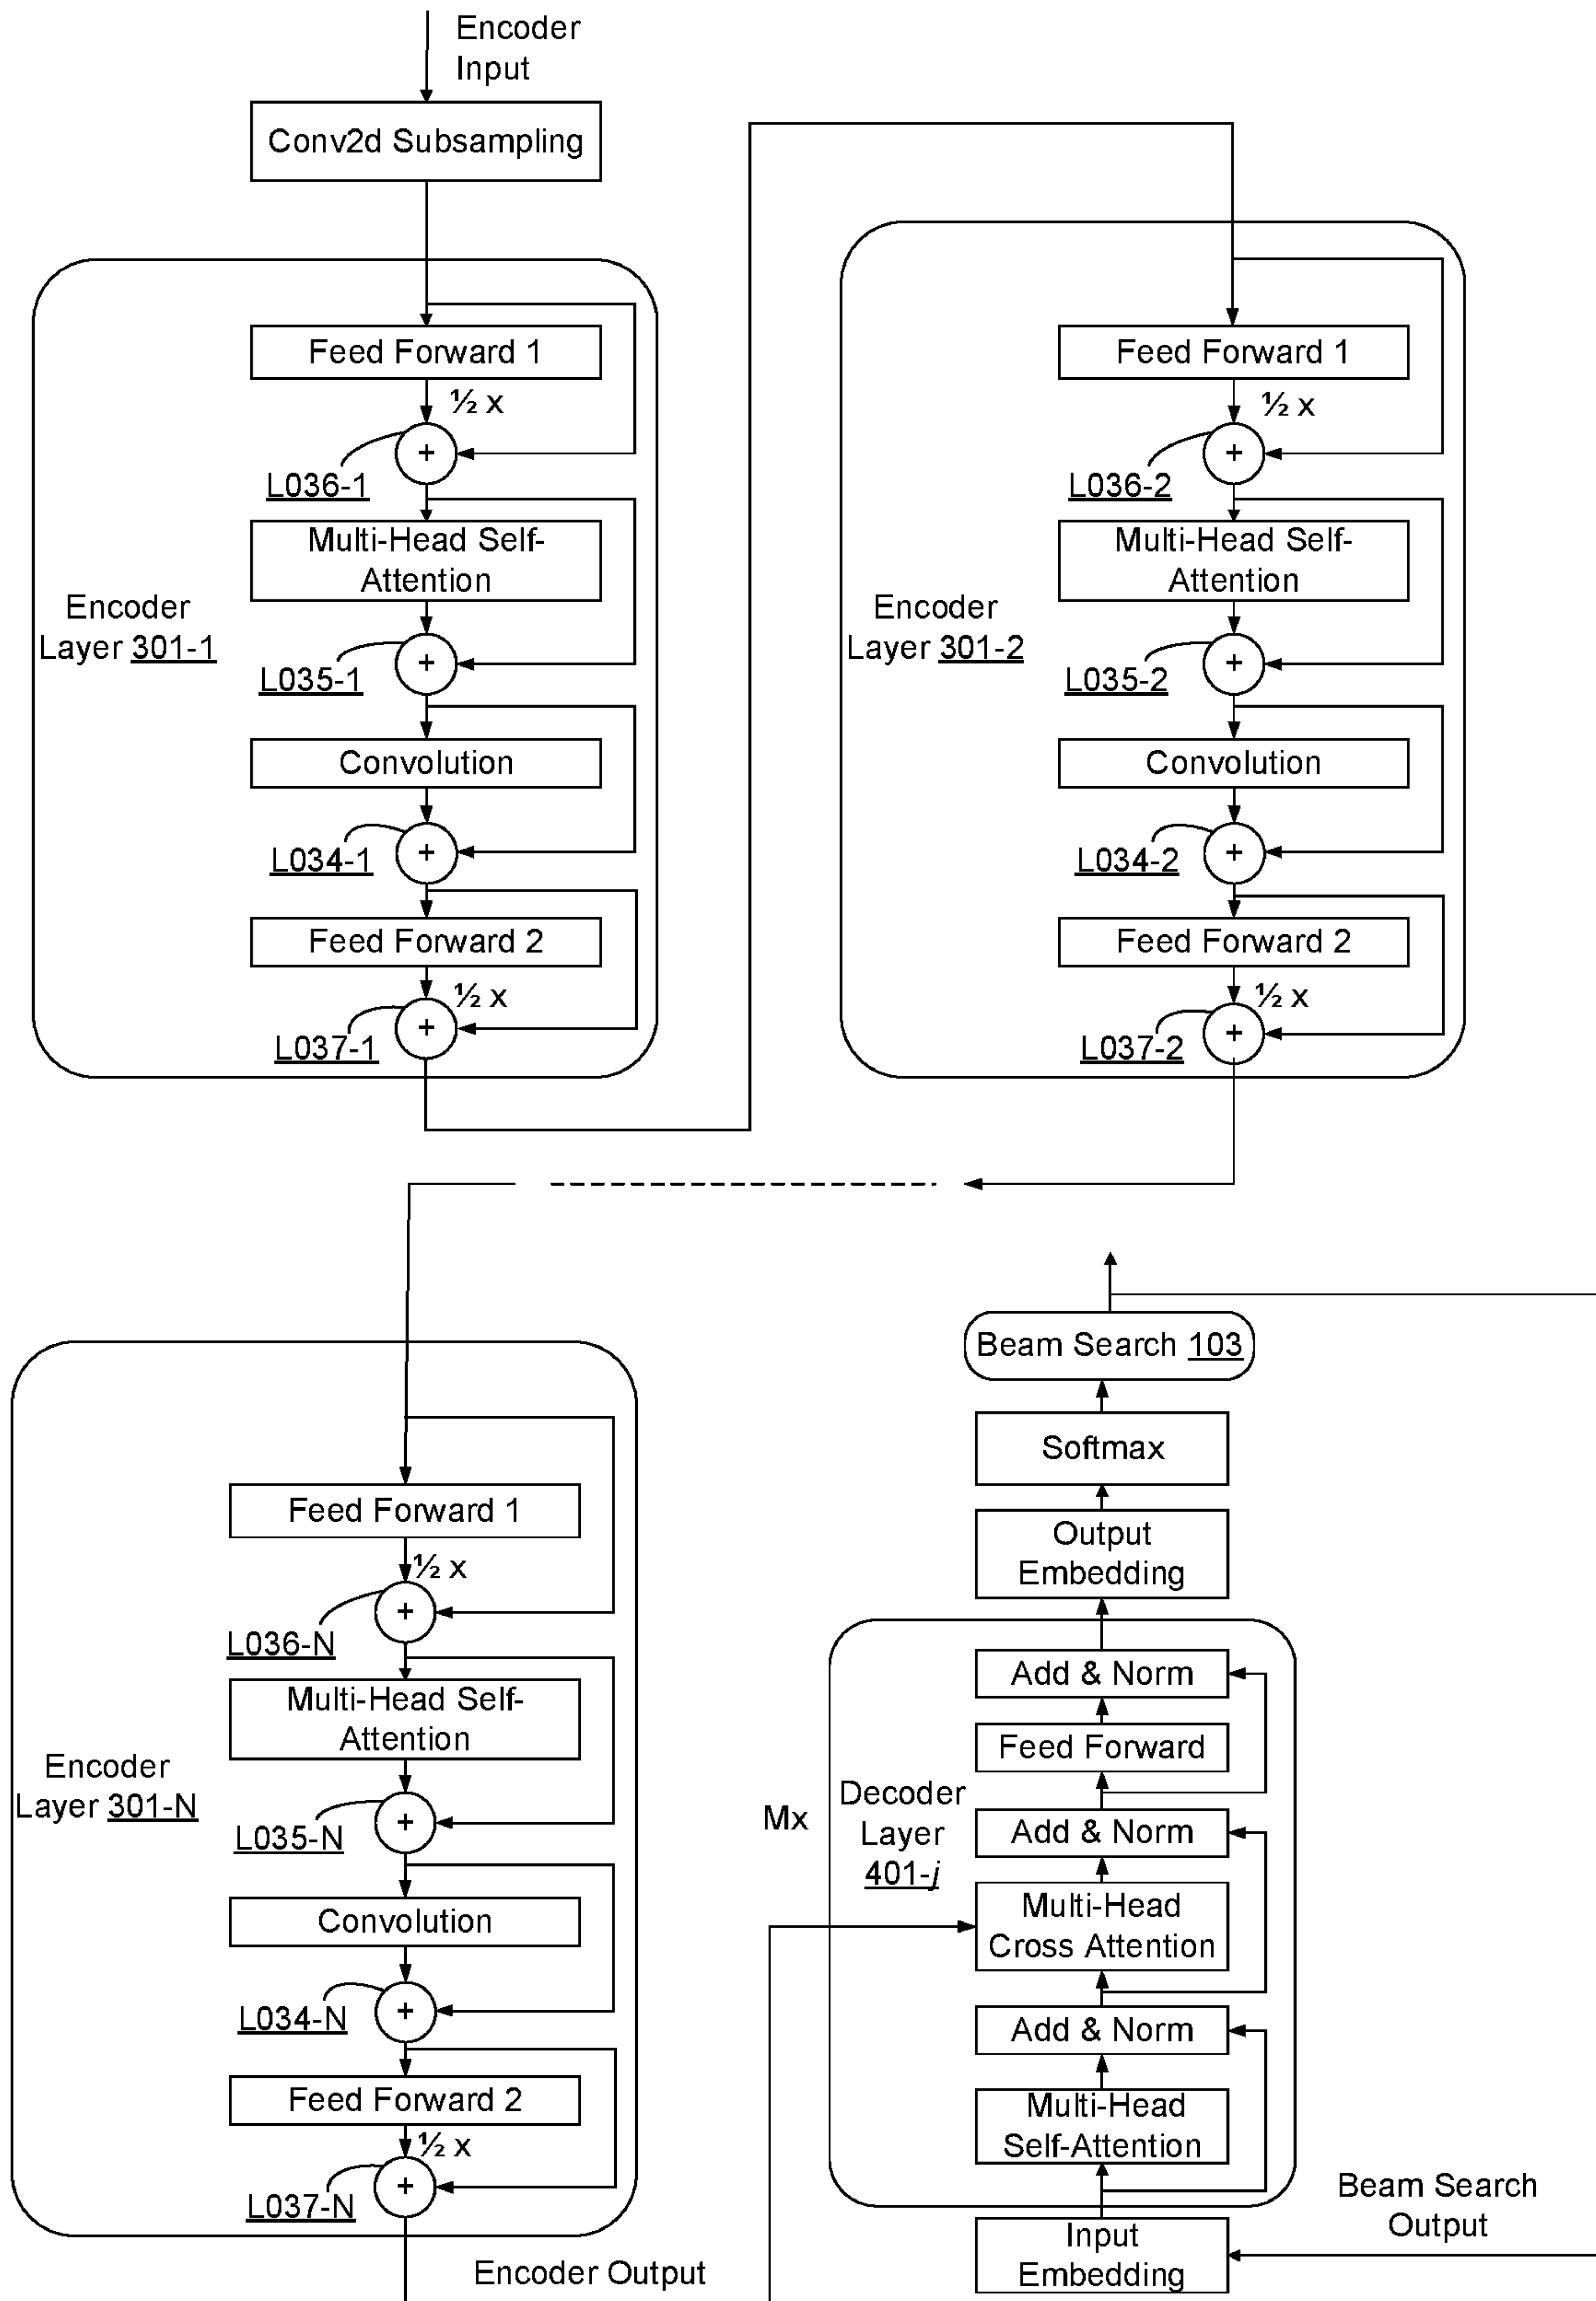 Encoder
Input
Conv2d Subsampling
Feed Forward 1
½ x
+
L036-1
Multi-Head Self-
Attention
Encoder
Layer 301-1
+
L035-1
Convolution
+
L034-1
Feed Forward 2
½ x
+
L037-1
Feed Forward 1
½ x
+
L036-2
Multi-Head Self-
Attention
Encoder
Layer 301-2
+
L035-2
Convolution
+
L034-2
Feed Forward 2
½ x
+
L037-2
Feed Forward 1
½ x
+
L036-N
Multi-Head Self-
Attention
Encoder
Layer 301-N
+
L035-N
Convolution
+
L034-N
Feed Forward 2
½ x
+
L037-N
Encoder Output
Beam Search 103
Softmax
Output
Embedding
Add & Norm
Feed Forward
Mx
Decoder
Layer
401-j
Add & Norm
Multi-Head
Cross Attention
Add & Norm
Multi-Head
Self-Attention
Beam Search
Output
Input
Embedding